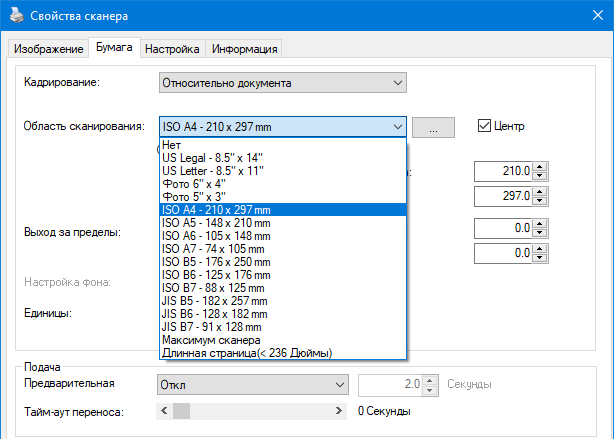 Свойства сканера
Изображение Бумага Настройка Информация
Кадрирование: Относительно документа
Область сканирования: ISO A4 - 210 x 297 mm ... Центр
Нет
US Legal - 8.5" x 14"
US Letter - 8.5" x 11"
Фото 6" x 4"
210.0
Фото 5" x 3"
ISO A4 - 210 x 297 mm
297.0
ISO A5 - 148 x 210 mm
Выход за пределы:
ISO A6 - 105 x 148 mm
0.0
ISO A7 - 74 x 105 mm
ISO B5 - 176 x 250 mm
0.0
ISO B6 - 125 x 176 mm
Настройка фона:
ISO B7 - 88 x 125 mm
JIS B5 - 182 x 257 mm
Единицы:
JIS B6 - 128 x 182 mm
JIS B7 - 91 x 128 mm
Максимум сканера
Длинная страница(< 236 Дюймы)
Подача
Предварительная Откл 2.0 Секунды
Тайм-аут переноса: 0 Секунды